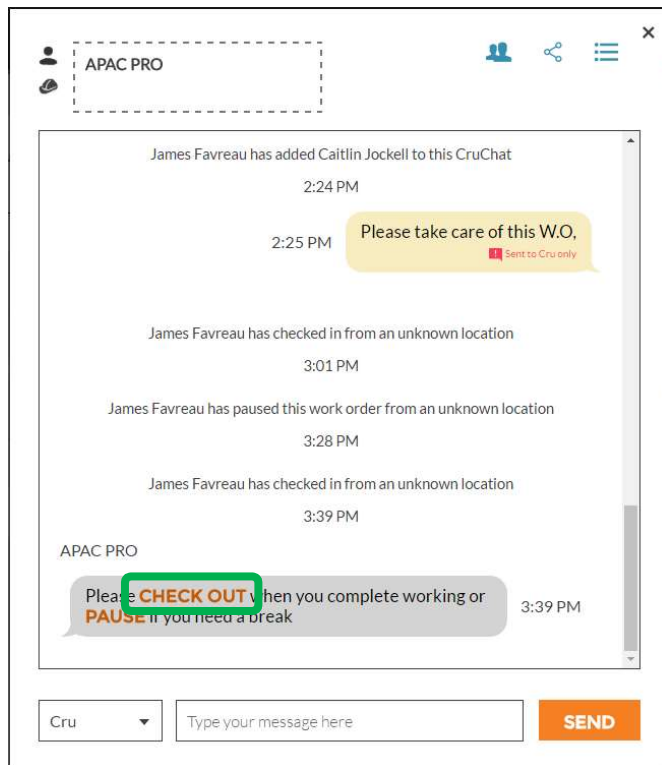 APAC PRO
James Favreau has added Caitlin Jockell to this CruChat
2:24 PM
2:25 PM
Please take care of this W.O,
Sent to Cru only
James Favreau has checked in from an unknown location
3:01 PM
James Favreau has paused this work order from an unknown location
3:28 PM
James Favreau has checked in from an unknown location
3:39 PM
APAC PRO
Please CHECK OUT when you complete working or
PAUSE if you need a break
3:39 PM
Cru
Type your message here
SEND